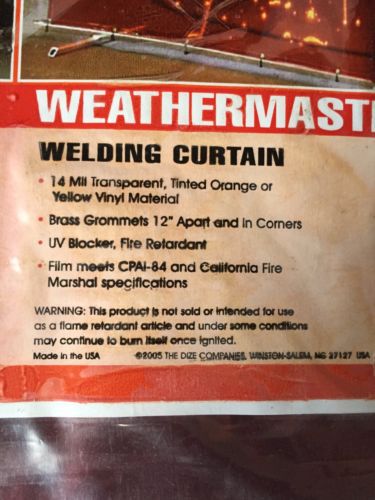 WEATHERMAST
WELDING CURTAIN
• 14 Mil Transparent, Tinted Orange or
Yellow Vinyl Material
• Brass Grommets 12" Apart and in Corners
• UV Blocker, Fire Retardant
• Film meets CPAI-84 and California Fire
Marshal specifications
WARNING: This product is not sold or intended for use
as a flame retardant article and under some conditions
may continue to burn itself once ignited.
Made in the USA ©2005 THE DIZE COMPANIES, WINSTON-SALEM, NC 27127 USA